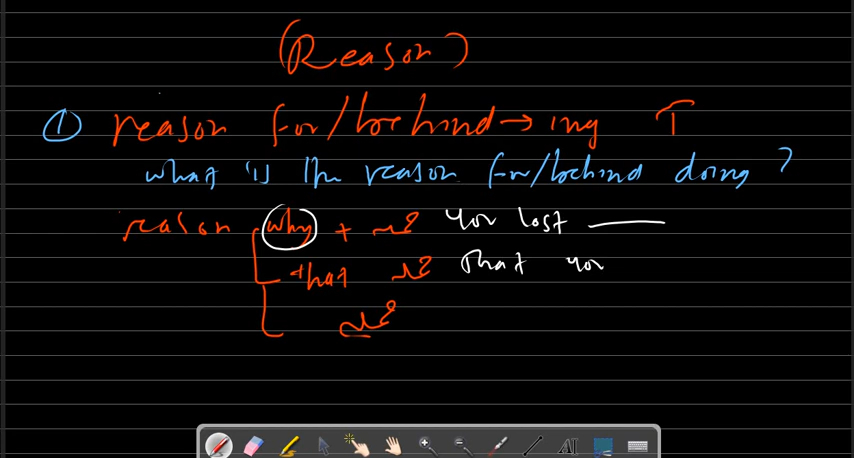 (Reason)
① reason for/behind → ing T
what is the reason for/behind doing ?
reason why + you lost
that that you
AI